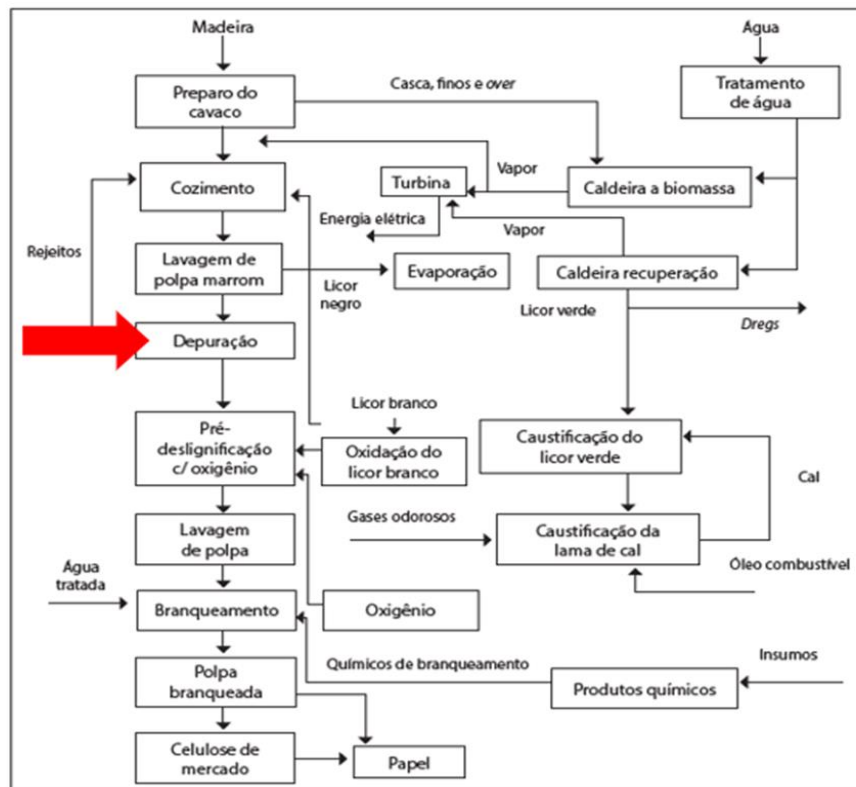 Madeira
Água
Preparo do
cavaco
Casca, finos e over
Tratamento
de água
Cozimento
Turbina
Vapor
Caldeira a biomassa
Energia elétrica
Vapor
Rejeitos
Lavagem de
polpa marrom
Licor
negro
Evaporação
Caldeira recuperação
Licor verde
Dregs
Depuração
Licor branco
Pré-
deslignificação
c/ oxigênio
Oxidação do
licor branco
Caustificação do
licor verde
Cal
Gases odorosos
Lavagem
de polpa
Caustificação da
lama de cal
Óleo combustível
Água
tratada
Branqueamento
Oxigênio
Químicos de branqueamento
Insumos
Polpa
branqueada
Produtos químicos
Celulose de
mercado
Papel